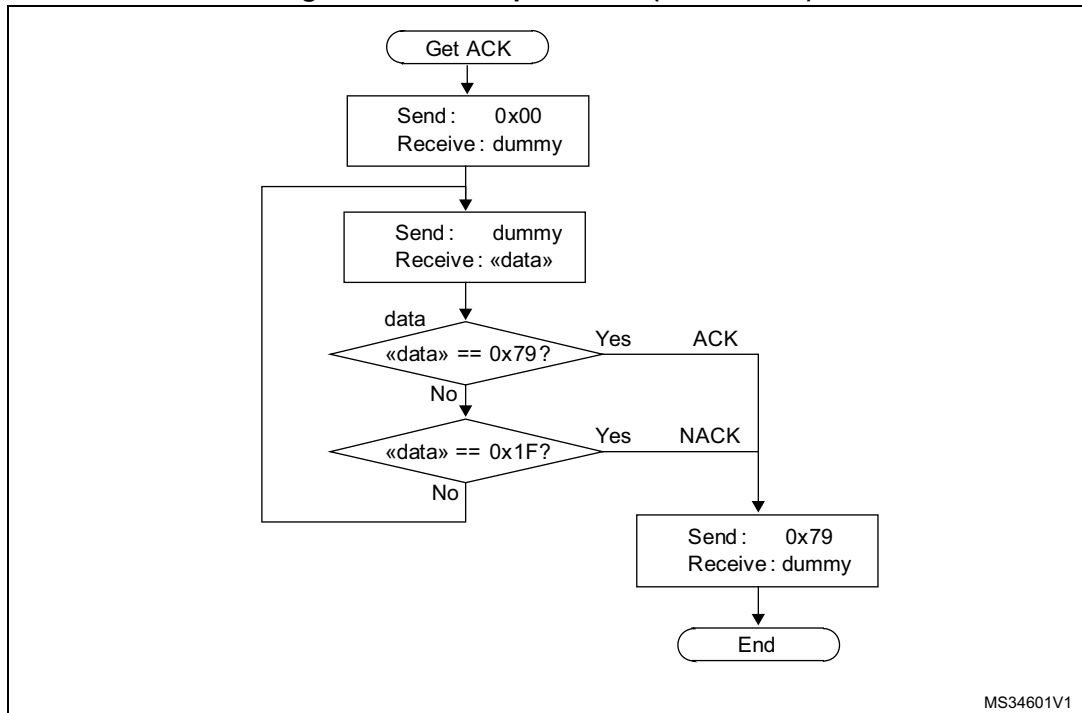 Get ACK
Send : 0x00
Receive : dummy
Send : dummy
Receive : «data»
data
«data» == 0x79?
Yes ACK
No
«data» == 0x1F?
Yes NACK
No
Send : 0x79
Receive : dummy
End
MS34601V1